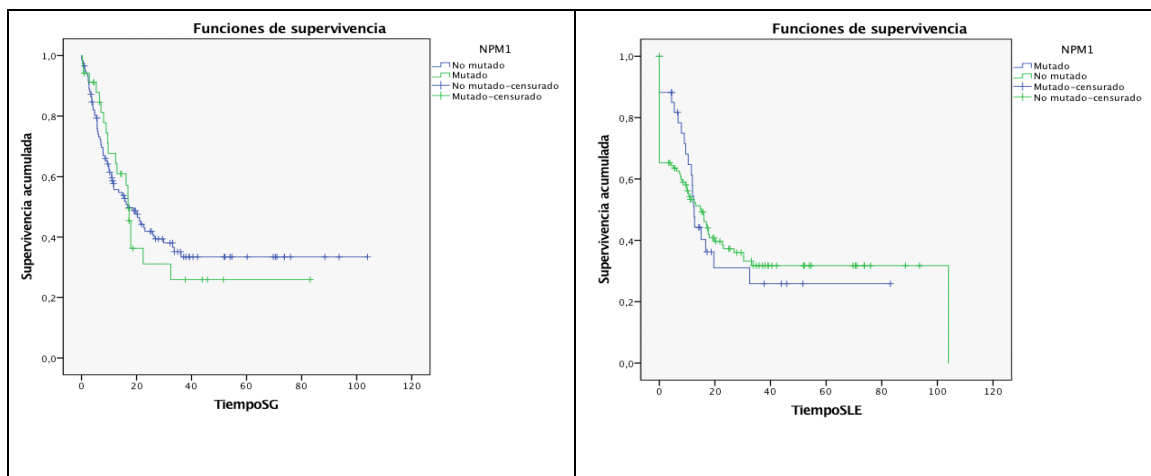 Funciones de supervivencia
NPM1
No mutado
Mutado
No mutado-censurado
Mutado-censurado
Supervivencia acumulada
1,0
0,8
0,6
0,4
0,2
0,0
0 20 40 60 80 100 120
TiempoSG
Funciones de supervivencia
NPM1
Mutado
No mutado
Mutado-censurado
No mutado-censurado
Supervivencia acumulada
1,0
0,8
0,6
0,4
0,2
0,0
0 20 40 60 80 100 120
TiempoSLE